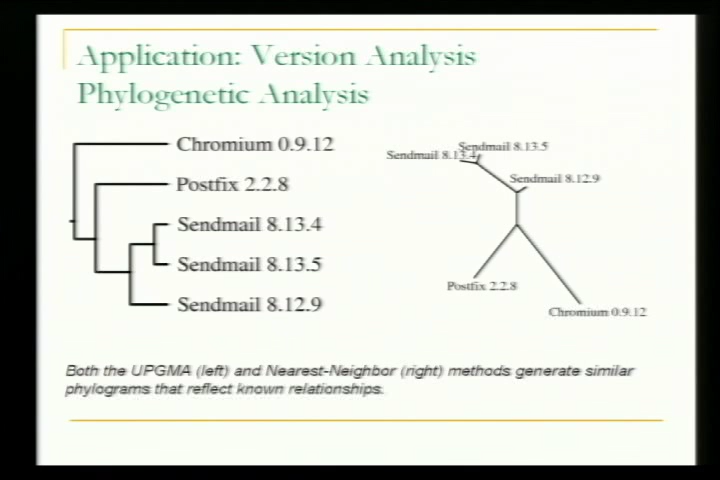 Application: Version Analysis
Phylogenetic Analysis
Chromium 0.9.12
Postfix 2.2.8
Sendmail 8.13.4
Sendmail 8.13.5
Sendmail 8.12.9
Sendmail 8.13.5
Sendmail 8.13.4
Sendmail 8.12.9
Postfix 2.2.8
Chromium 0.9.12
Both the UPGMA (left) and Nearest-Neighbor (right) methods generate similar
phylograms that reflect known relationships.